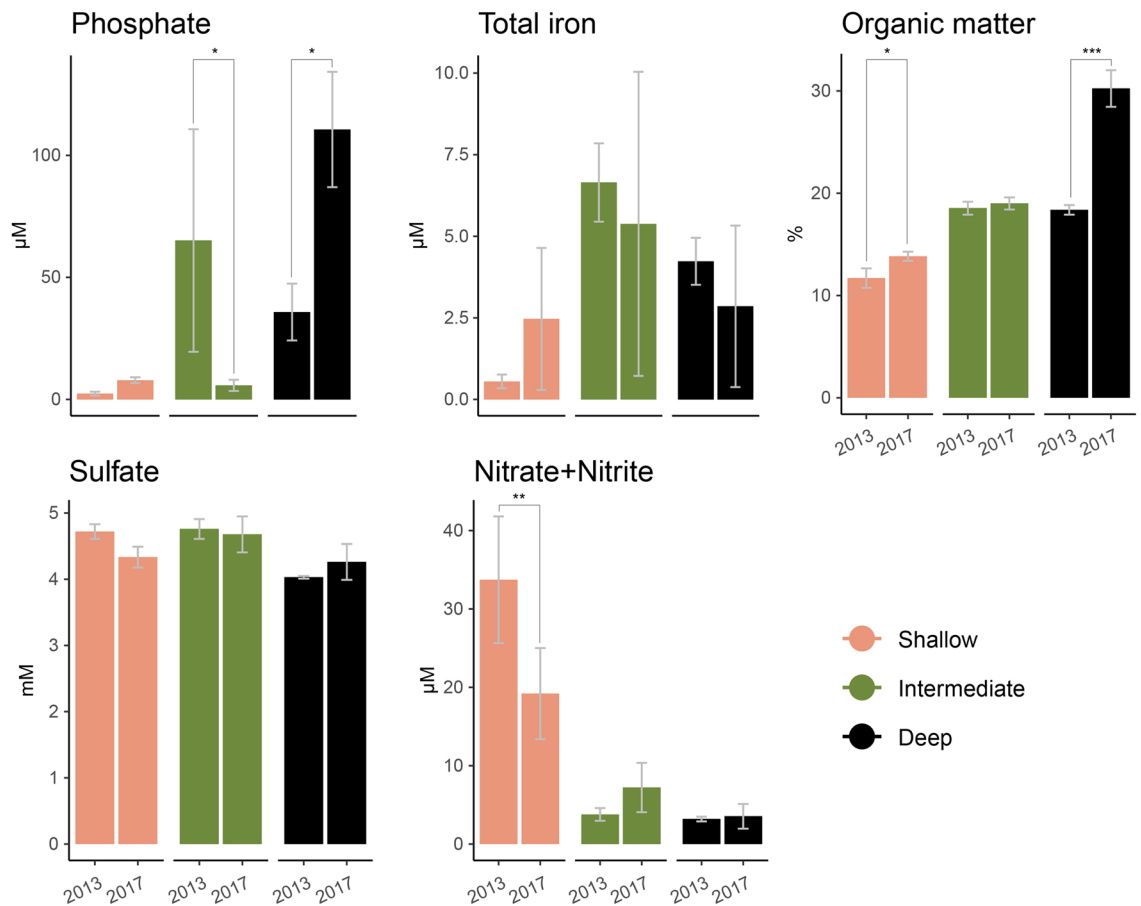 Phosphate
* *
100
50
0
µM
Total iron
10.0
7.5
5.0
2.5
0.0
µM
Organic matter
* ***
30
20
10
0
%
2013 2017 2013 2017 2013 2017
Sulfate
5
4
3
2
1
0
mM
2013 2017 2013 2017 2013 2017
Nitrate+Nitrite
**
40
30
20
10
0
µM
2013 2017 2013 2017 2013 2017
Shallow
Intermediate
Deep